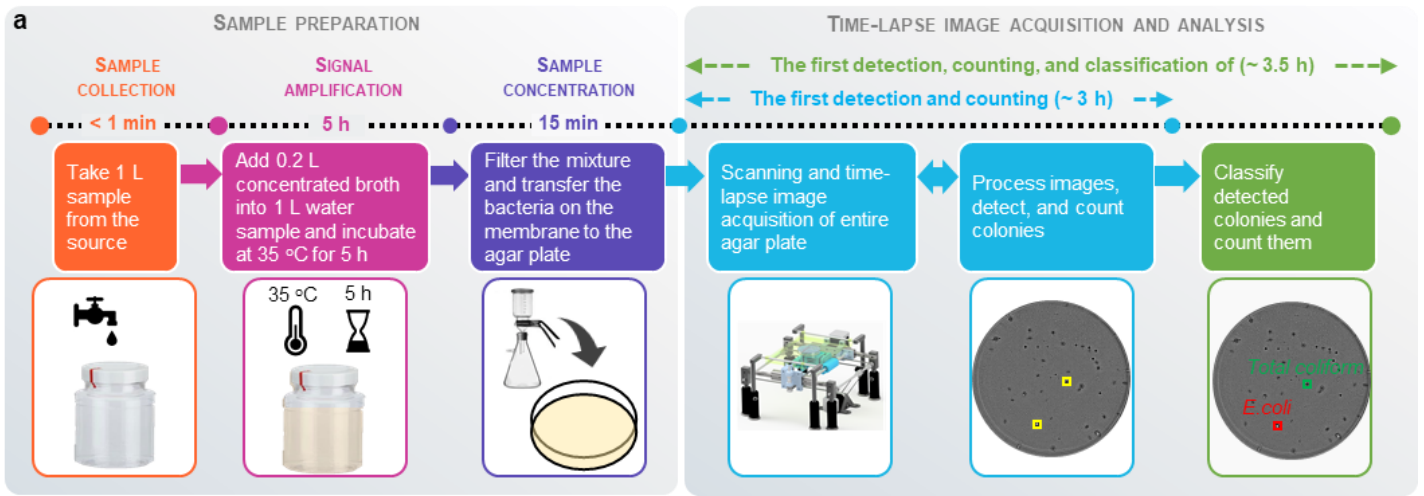 a
SAMPLE PREPARATION
TIME-LAPSE IMAGE ACQUISITION AND ANALYSIS
SAMPLE
COLLECTION
SIGNAL
AMPLIFICATION
SAMPLE
CONCENTRATION
The first detection, counting, and classification of (~ 3.5 h)
The first detection and counting (~ 3 h)
< 1 min
5 h
15 min
Take 1 L
sample
from the
source
Add 0.2 L
concentrated broth
into 1 L water
sample and incubate
at 35 °C for 5 h
Filter the mixture
and transfer the
bacteria on the
membrane to the
agar plate
Scanning and time-
lapse image
acquisition of entire
agar plate
Process images,
detect, and count
colonies
Classify
detected
colonies and
count them
35 °C
5 h
Total coliform
E.coli